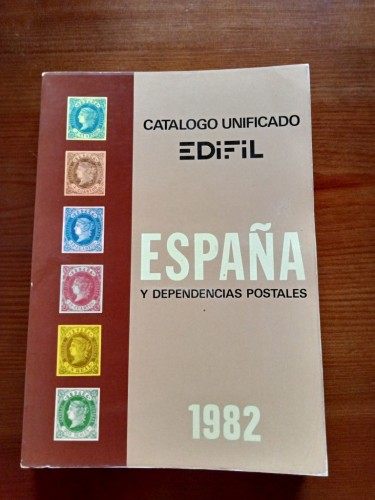 CATALOGO UNIFICADO
EDIFIL
ESPAÑA
Y DEPENDENCIAS POSTALES
1982